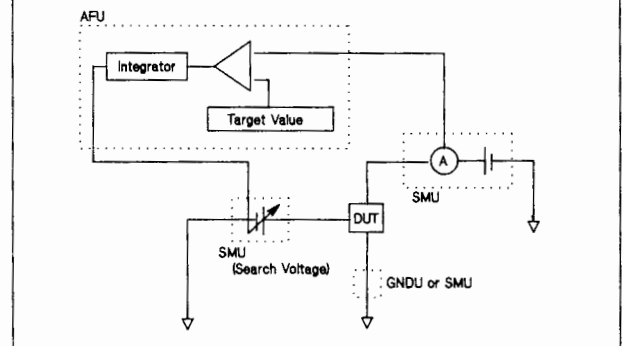 AFU
Integrator
Target Value
A
SMU
DUT
SMU
(Search Voltage)
GNDU or SMU